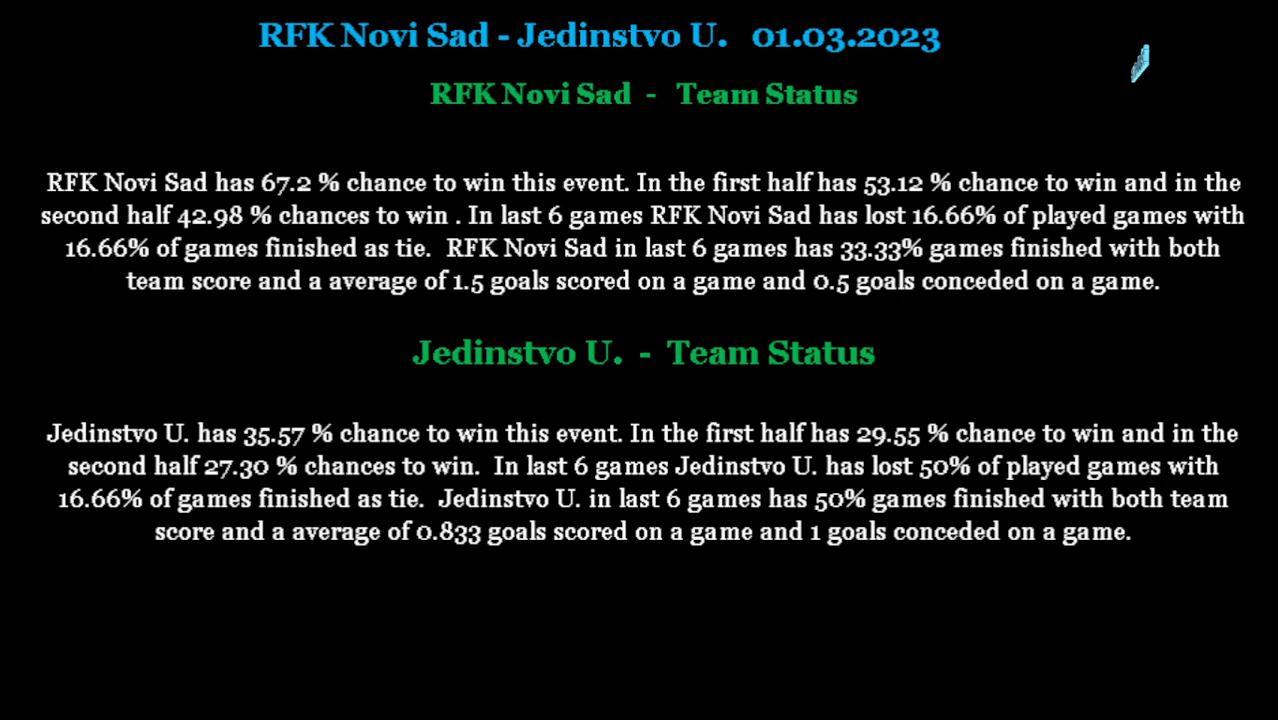 RFK Novi Sad - Jedinstvo U. 01.03.2023
RFK Novi Sad - Team Status
RFK Novi Sad has 67.2 % chance to win this event. In the first half has 53.12 % chance to win and in the
second half 42.98 % chances to win . In last 6 games RFK Novi Sad has lost 16.66% of played games with
16.66% of games finished as tie. RFK Novi Sad in last 6 games has 33.33% games finished with both
team score and a average of 1.5 goals scored on a game and 0.5 goals conceded on a game.
Jedinstvo U. - Team Status
Jedinstvo U. has 35.57 % chance to win this event. In the first half has 29.55 % chance to win and in the
second half 27.30 % chances to win. In last 6 games Jedinstvo U. has lost 50% of played games with
16.66% of games finished as tie. Jedinstvo U. in last 6 games has 50% games finished with both team
score and a average of 0.833 goals scored on a game and 1 goals conceded on a game.